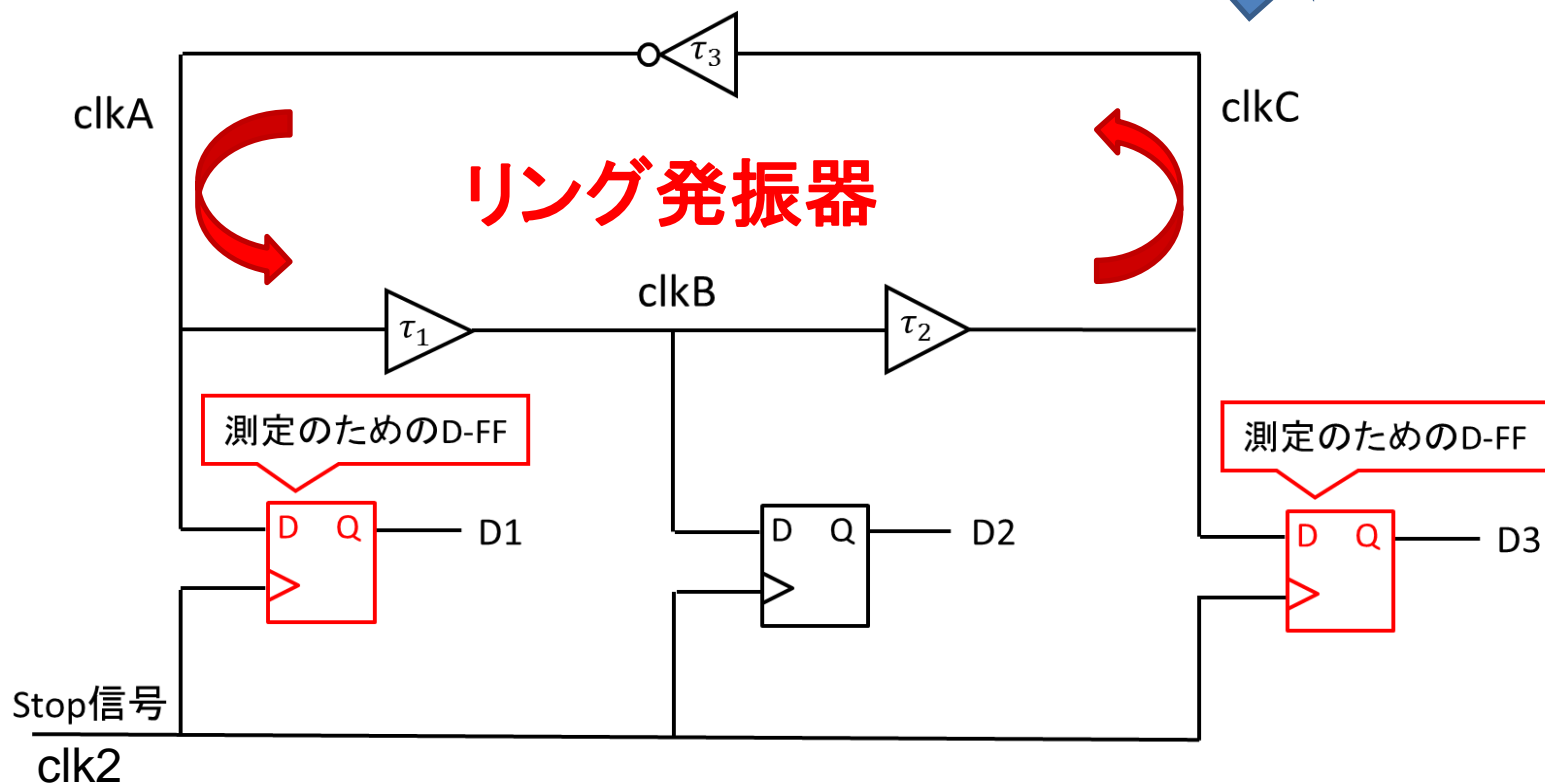 τ3
clkA
clkC
リング発振器
clkB
τ1
τ2
測定のためのD-FF
測定のためのD-FF
D Q
D1
D Q
D2
D Q
D3
Stop信号
clk2